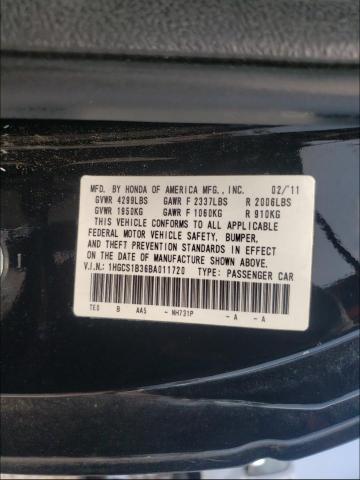 MFD. BY HONDA OF AMERICA MFG., INC. 02/11
GVWR 4299LBS GAWR F 2337LBS R 2006LBS
GVWR 1950KG GAWR F 1060KG R 910KG
THIS VEHICLE CONFORMS TO ALL APPLICABLE
FEDERAL MOTOR VEHICLE SAFETY, BUMPER,
AND THEFT PREVENTION STANDARDS IN EFFECT ON
THE DATE OF MANUFACTURE SHOWN ABOVE.
V.I.N.: 1HGCS1B36BA011720 TYPE: PASSENGER CAR
TE0 B AA5 - NH731P - A - A